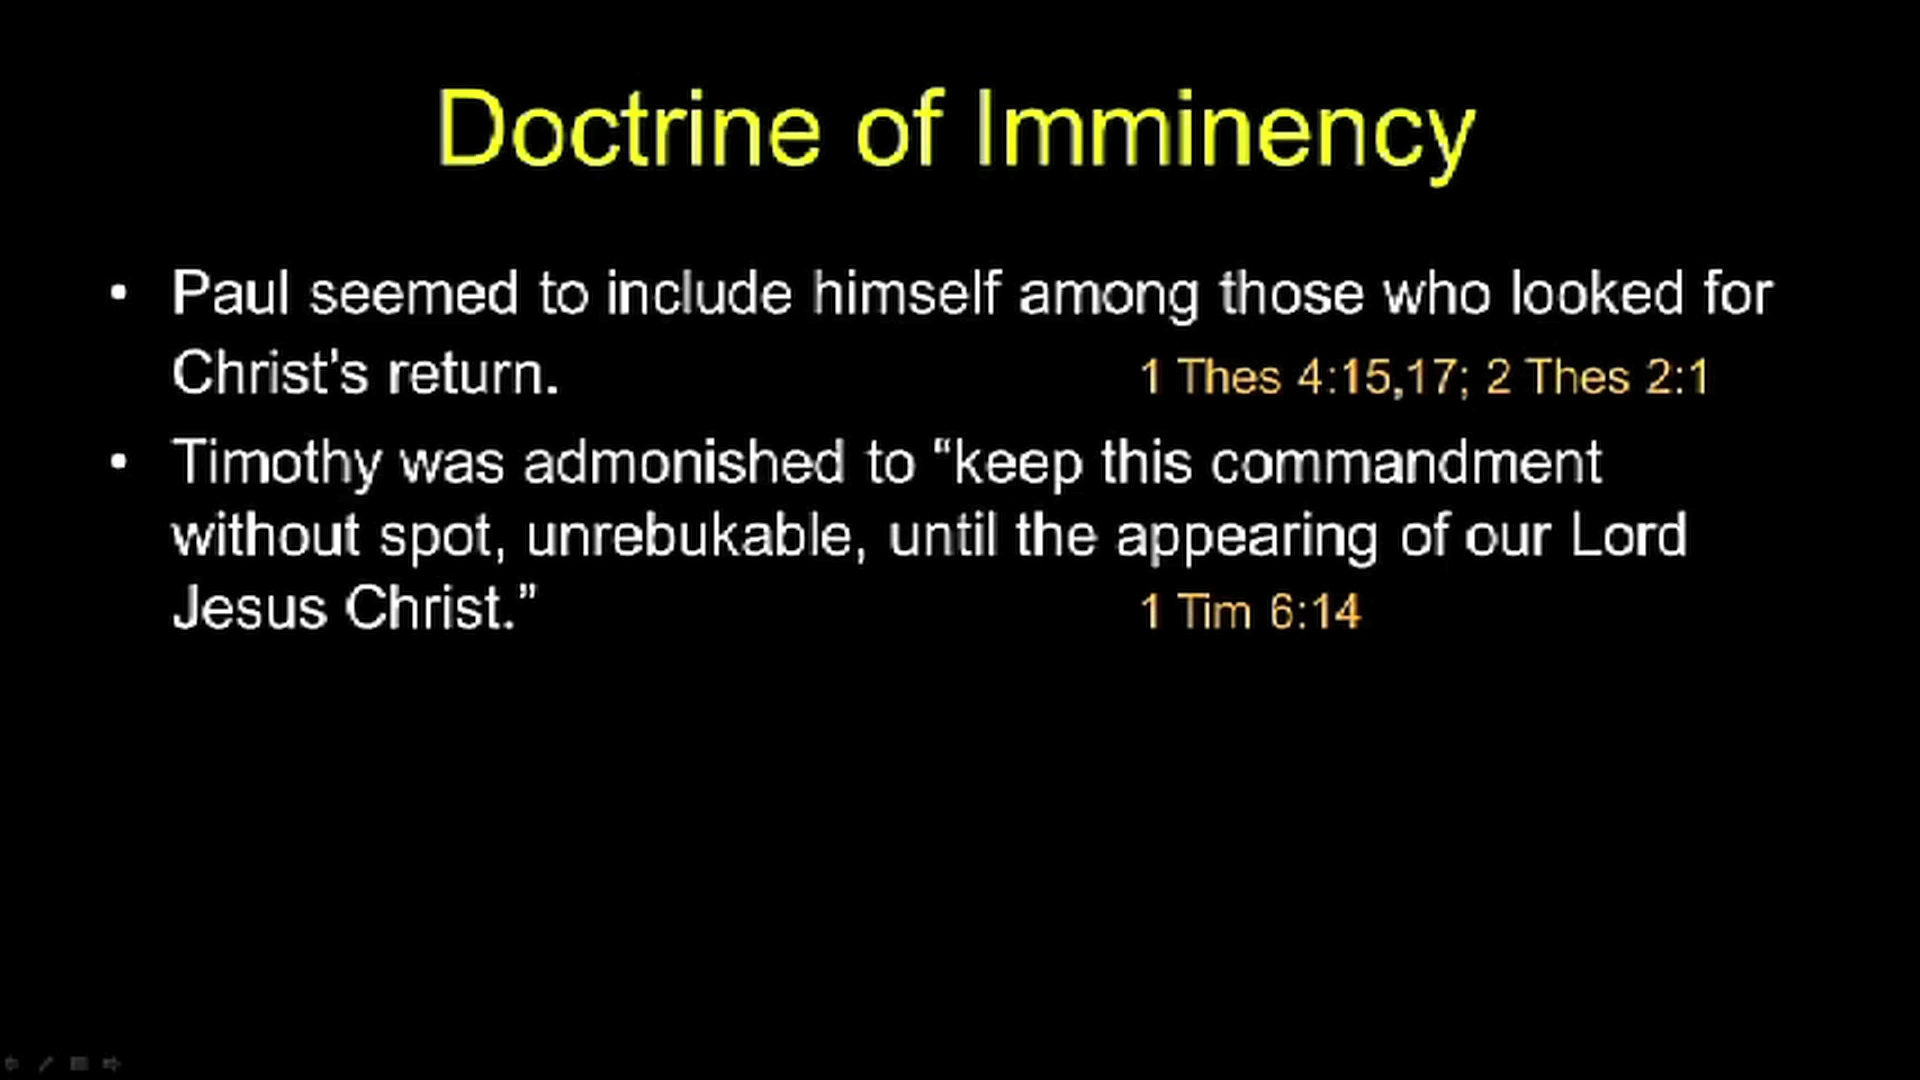 Doctrine of Imminency
• Paul seemed to include himself among those who looked for
Christ's return. 1 Thes 4:15,17; 2 Thes 2:1
• Timothy was admonished to “keep this commandment
without spot, unrebukable, until the appearing of our Lord
Jesus Christ.” 1 Tim 6:14